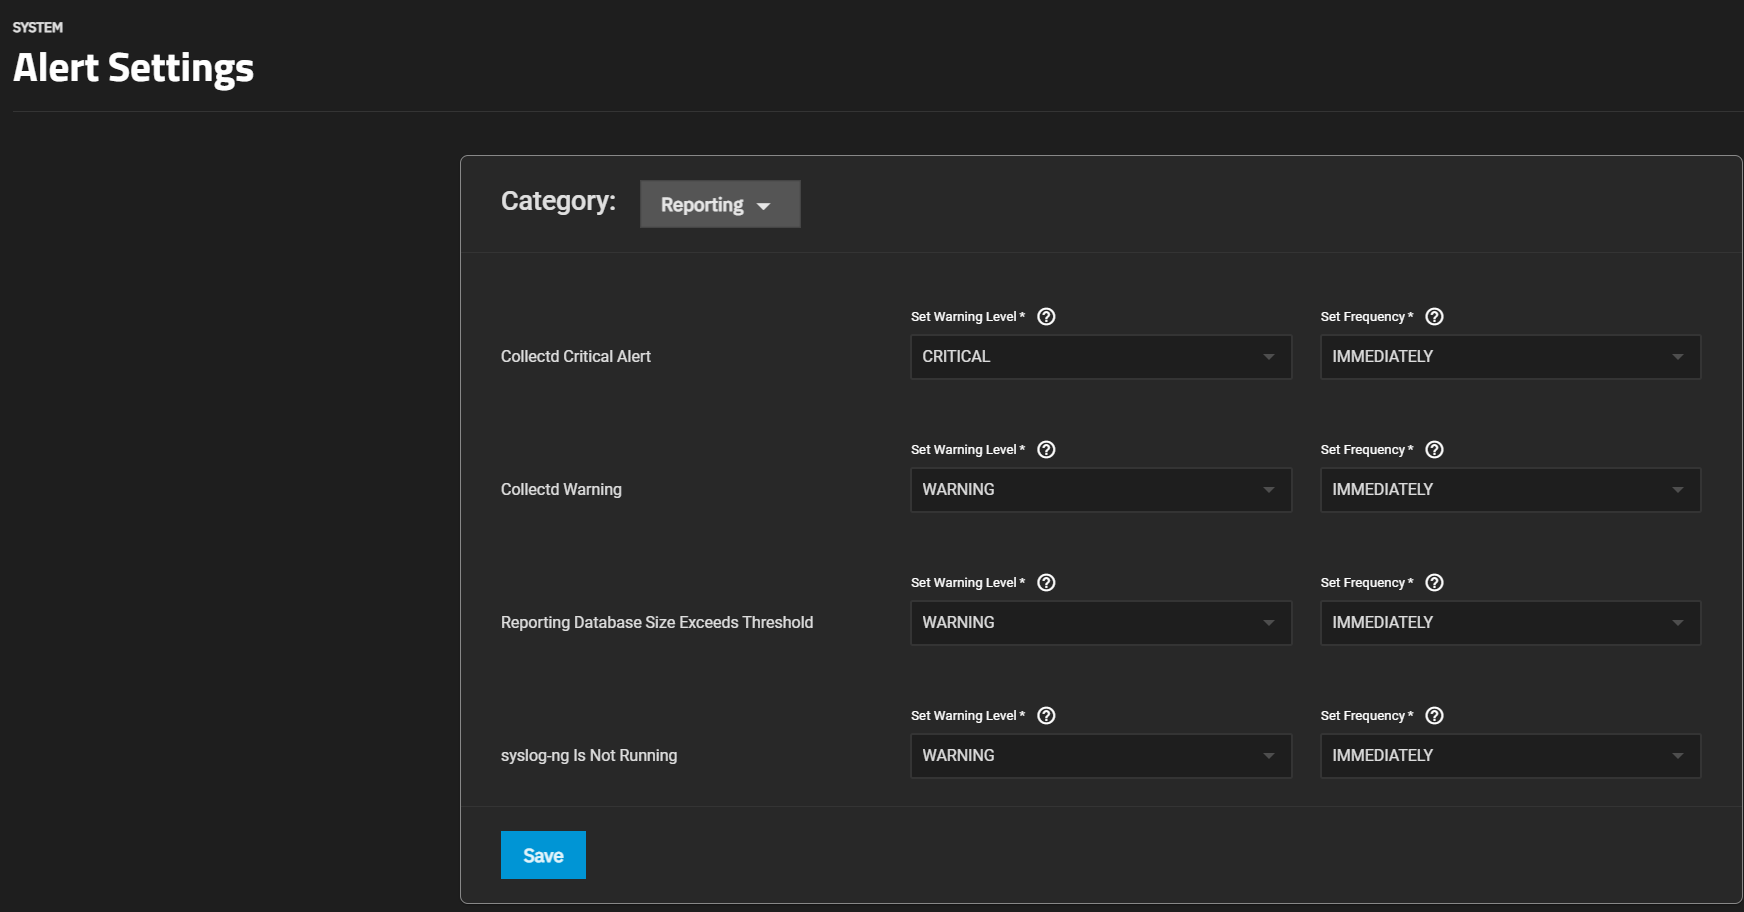 SYSTEM
Alert Settings
Category: Reporting
Set Warning Level * Set Frequency *
Collectd Critical Alert CRITICAL IMMEDIATELY
Set Warning Level * Set Frequency *
Collectd Warning WARNING IMMEDIATELY
Set Warning Level * Set Frequency *
Reporting Database Size Exceeds Threshold WARNING IMMEDIATELY
Set Warning Level * Set Frequency *
syslog-ng Is Not Running WARNING IMMEDIATELY
Save